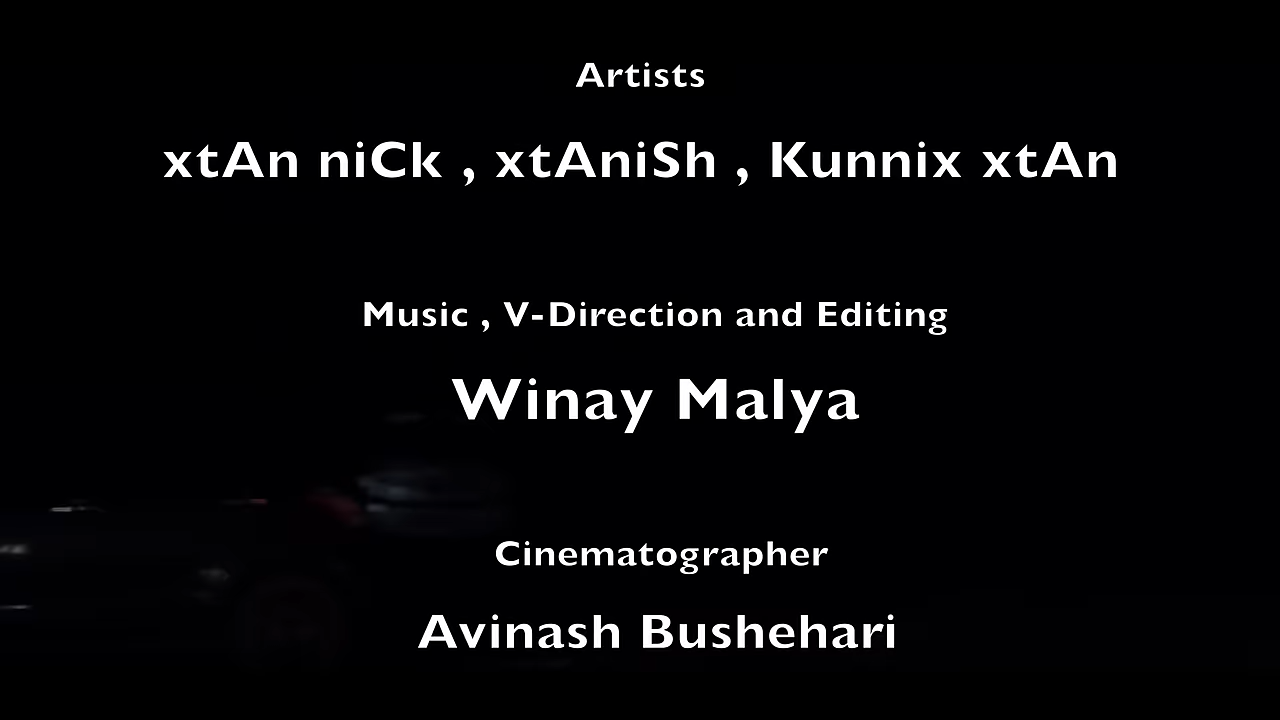 Artists
xtAn niCk , xtAniSh , Kunnix xtAn
Music , V-Direction and Editing
Winay Malya
Cinematographer
Avinash Bushehari